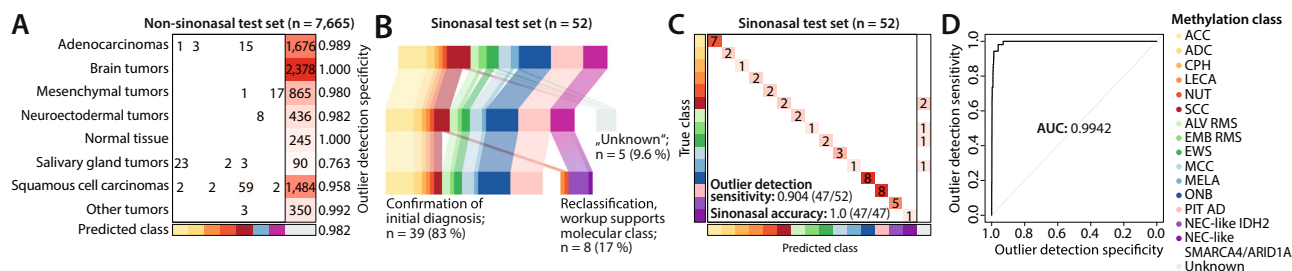 A
Non-sinonasal test set (n = 7,665)
Adenocarcinomas 1 3 15 1,676 0.989
Brain tumors 2,378 1.000
Mesenchymal tumors 1 17 865 0.980
Neuroectodermal tumors 8 436 0.982
Normal tissue 245 1.000
Salivary gland tumors 23 2 3 90 0.763
Squamous cell carcinomas 2 2 59 2 1,484 0.958
Other tumors 3 350 0.992
Predicted class 0.982
Outlier detection specificity
B
Sinonasal test set (n = 52)
„Unknown";
n = 5 (9.6 %)
Confirmation of
initial diagnosis;
n = 39 (83 %)
Reclassification,
workup supports
molecular class;
n = 8 (17 %)
C
Sinonasal test set (n = 52)
True class
7
2
1
2
2
2 2
2
1 1
2 1
3
1 1
8
8
5
1
Outlier detection
sensitivity: 0.904 (47/52)
Sinonasal accuracy: 1.0 (47/47)
Predicted class
D
Outlier detection sensitivity
1.0
0.8
0.6
0.4
0.2
0.0
AUC: 0.9942
1.0 0.8 0.6 0.4 0.2 0.0
Outlier detection specificity
Methylation class
ACC
ADC
CPH
LECA
NUT
SCC
ALV RMS
EMB RMS
EWS
MCC
MELA
ONB
PIT AD
NEC-like IDH2
NEC-like
SMARCA4/ARID1A
Unknown